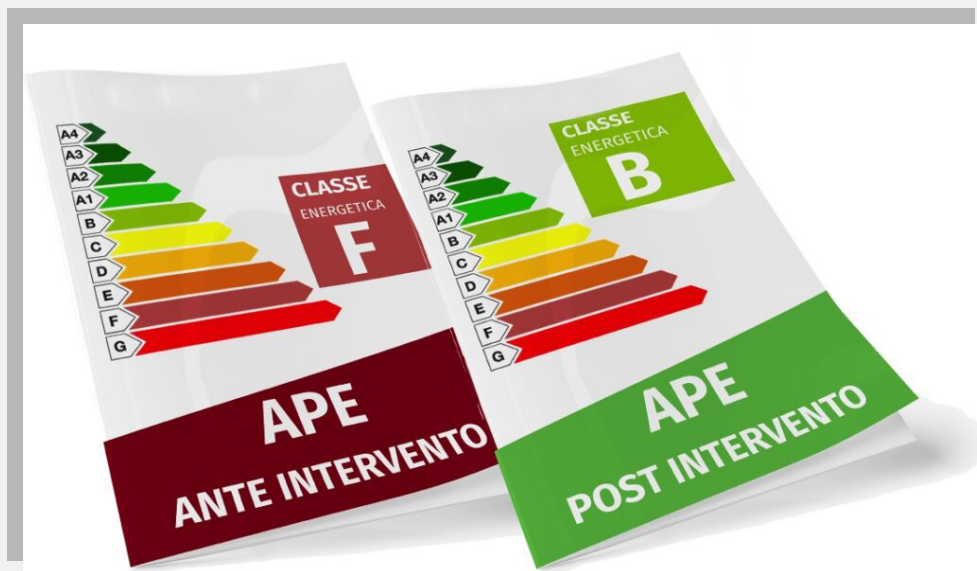 A4
A3
A2
A1
B
C
D
E
F
G
CLASSE
ENERGETICA
F
APE
ANTE INTERVENTO
A4
A3
A2
A1
B
C
D
E
F
G
CLASSE
ENERGETICA
B
APE
POST INTERVENTO